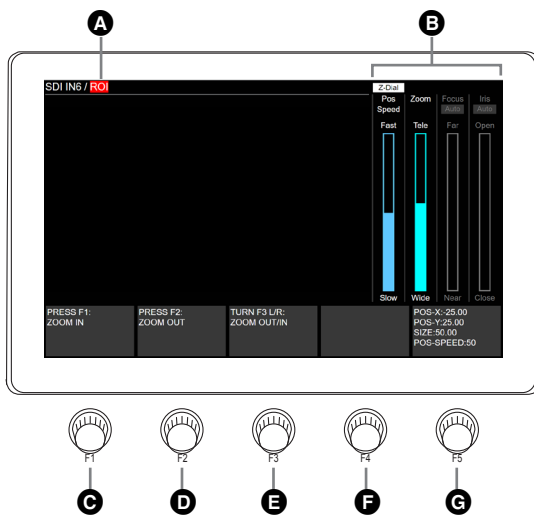 A
B
SDI IN6 / ROI
Z-Dial
Pos
Speed
Zoom
Focus
Auto
Iris
Auto
Fast
Tele
Far
Open
Slow
Wide
Near
Close
PRESS F1:
ZOOM IN
PRESS F2:
ZOOM OUT
TURN F3 L/R:
ZOOM OUT/IN
POS-X:-25.00
POS-Y:25.00
SIZE:50.00
POS-SPEED:50
F1
F2
F3
F4
F5
C
D
E
F
G